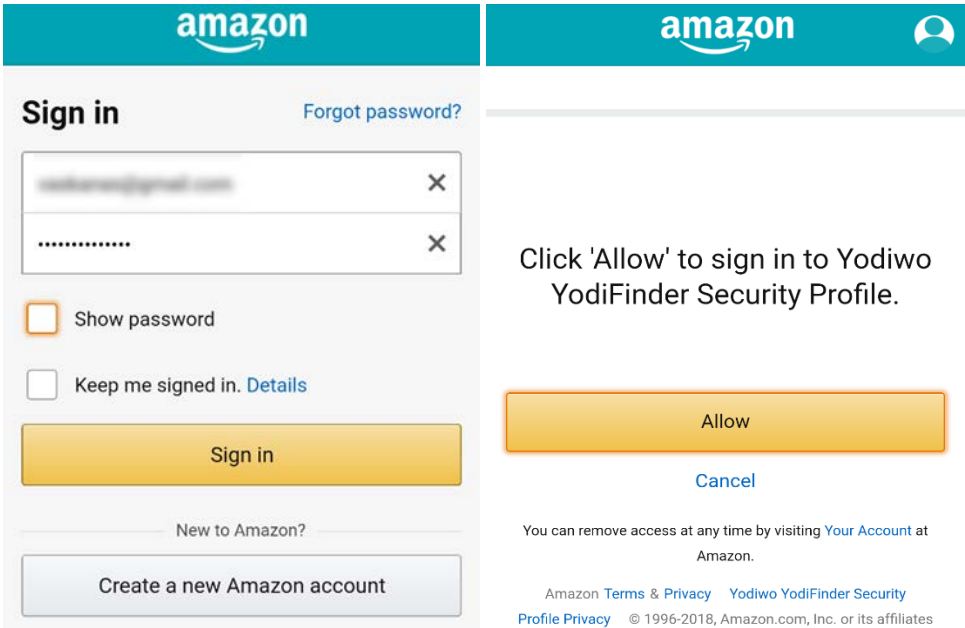 amazon
Sign in
Forgot password?
••••••••••••••
Show password
Keep me signed in. Details
Sign in
New to Amazon?
Create a new Amazon account
amazon
Click 'Allow' to sign in to Yodiwo
YodiFinder Security Profile.
Allow
Cancel
You can remove access at any time by visiting Your Account at
Amazon.
Amazon Terms & Privacy Yodiwo YodiFinder Security
Profile Privacy © 1996-2018, Amazon.com, Inc. or its affiliates